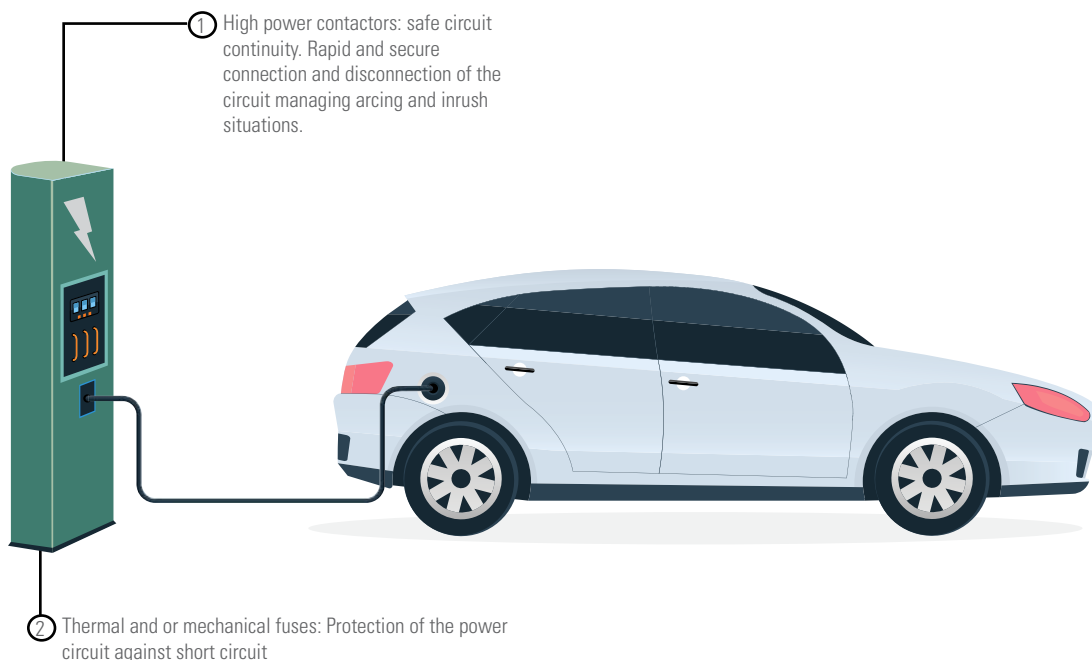 1 High power contactors: safe circuit
continuity. Rapid and secure
connection and disconnection of the
circuit managing arcing and inrush
situations.
2 Thermal and or mechanical fuses: Protection of the power
circuit against short circuit